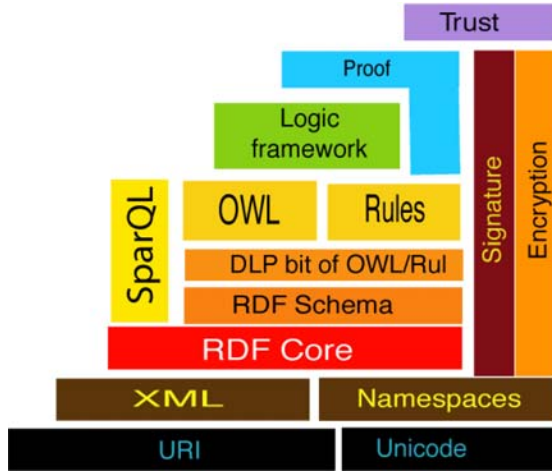 Trust
Proof
Logic
framework
Signature
Encryption
SparQL
OWL
Rules
DLP bit of OWL/Rul
RDF Schema
RDF Core
XML
Namespaces
URI
Unicode